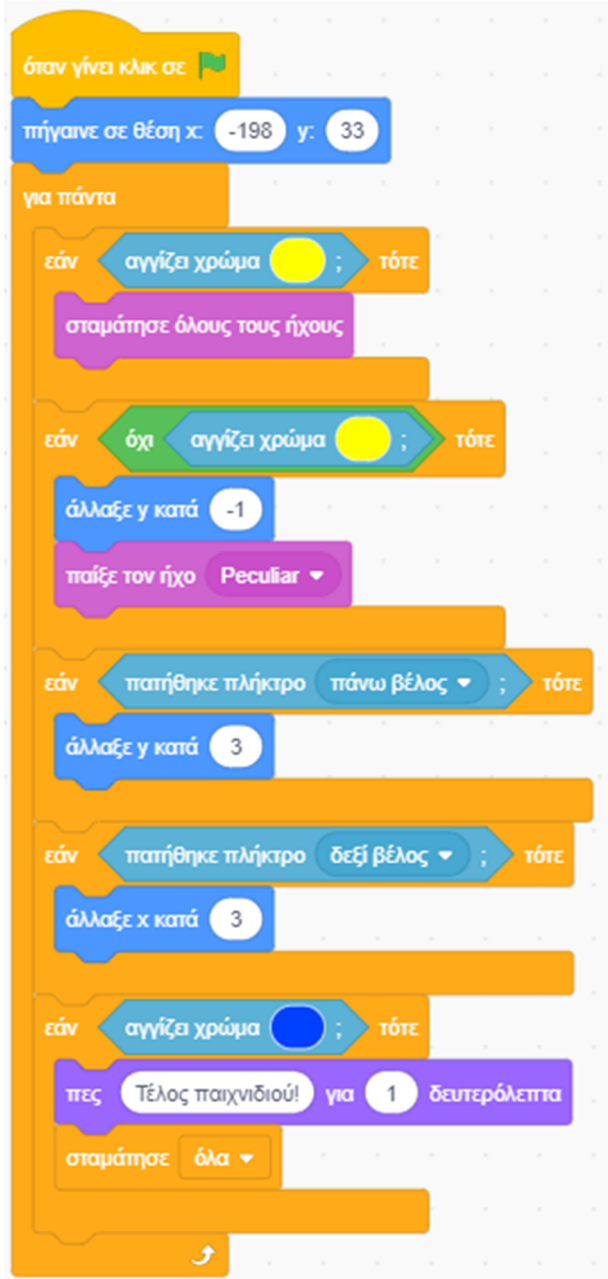 όταν γίνει κλικ σε
πήγαινε σε θέση x: -198 y: 33
για πάντα
εάν αγγίζει χρώμα ; τότε
σταμάτησε όλους τους ήχους
εάν όχι αγγίζει χρώμα ; τότε
άλλαξε y κατά -1
παίξε τον ήχο Peculiar
εάν πατήθηκε πλήκτρο πάνω βέλος ; τότε
άλλαξε y κατά 3
εάν πατήθηκε πλήκτρο δεξί βέλος ; τότε
άλλαξε x κατά 3
εάν αγγίζει χρώμα ; τότε
πες Τέλος παιχνιδιού! για 1 δευτερόλεπτα
σταμάτησε όλα